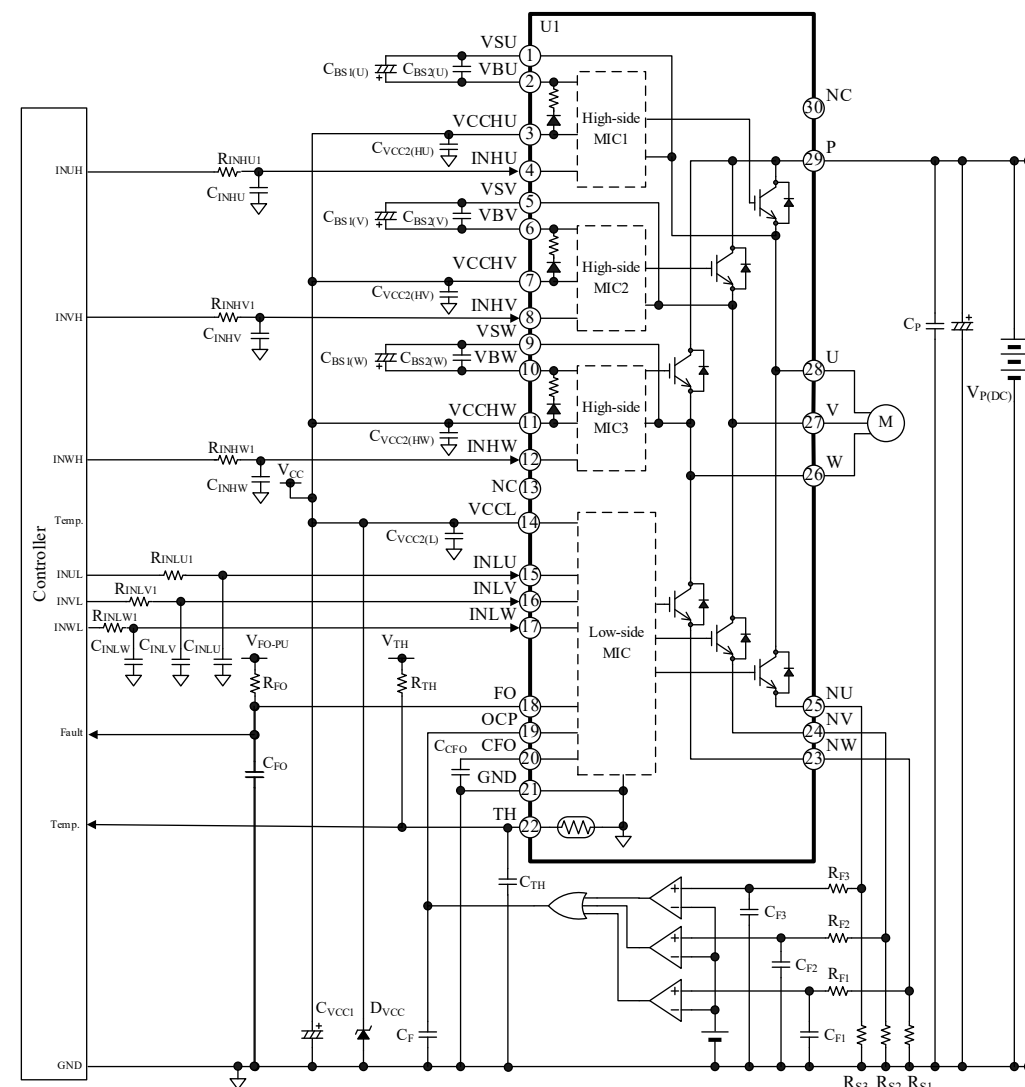 U1
VSU
1
CBS1(U)
CBS2(U)
+
VBU
2
High-side
MIC1
NC
30
VCCHU
3
CVCC2(HU)
P
29
INUH
RINHU1
INHU
4
CINHU
VSV
5
CBS1(V)
CBS2(V)
+
VBV
6
High-side
MIC2
VCCHV
7
CVCC2(HV)
INVH
RINHV1
INHV
8
CINHV
CP
+
VP(DC)
VSW
9
CBS1(W)
CBS2(W)
+
VBW
10
High-side
MIC3
U
28
VCCHW
11
CVCC2(HW)
V
27
M
INWH
RINHW1
INHW
12
CINHW
W
26
VCC
NC
13
Temp.
VCCL
14
CVCC2(L)
Controller
INUL
RINLU1
INLU
15
INVL
RINLV1
INLV
16
INWL
RINLW1
INLW
17
CINLW
CINLV
CINLU
Low-side
MIC
VFO-PU
VTH
RFO
RTH
FO
18
NU
25
Fault
OCP
19
NV
24
CCFO
CFO
20
NW
23
CFO
GND
21
Temp.
TH
22
CTH
+
−
RF3
CF3
+
−
RF2
CF2
+
−
RF1
CF1
CVCC1
+
DVCC
CF
GND
RS3
RS2
RS1